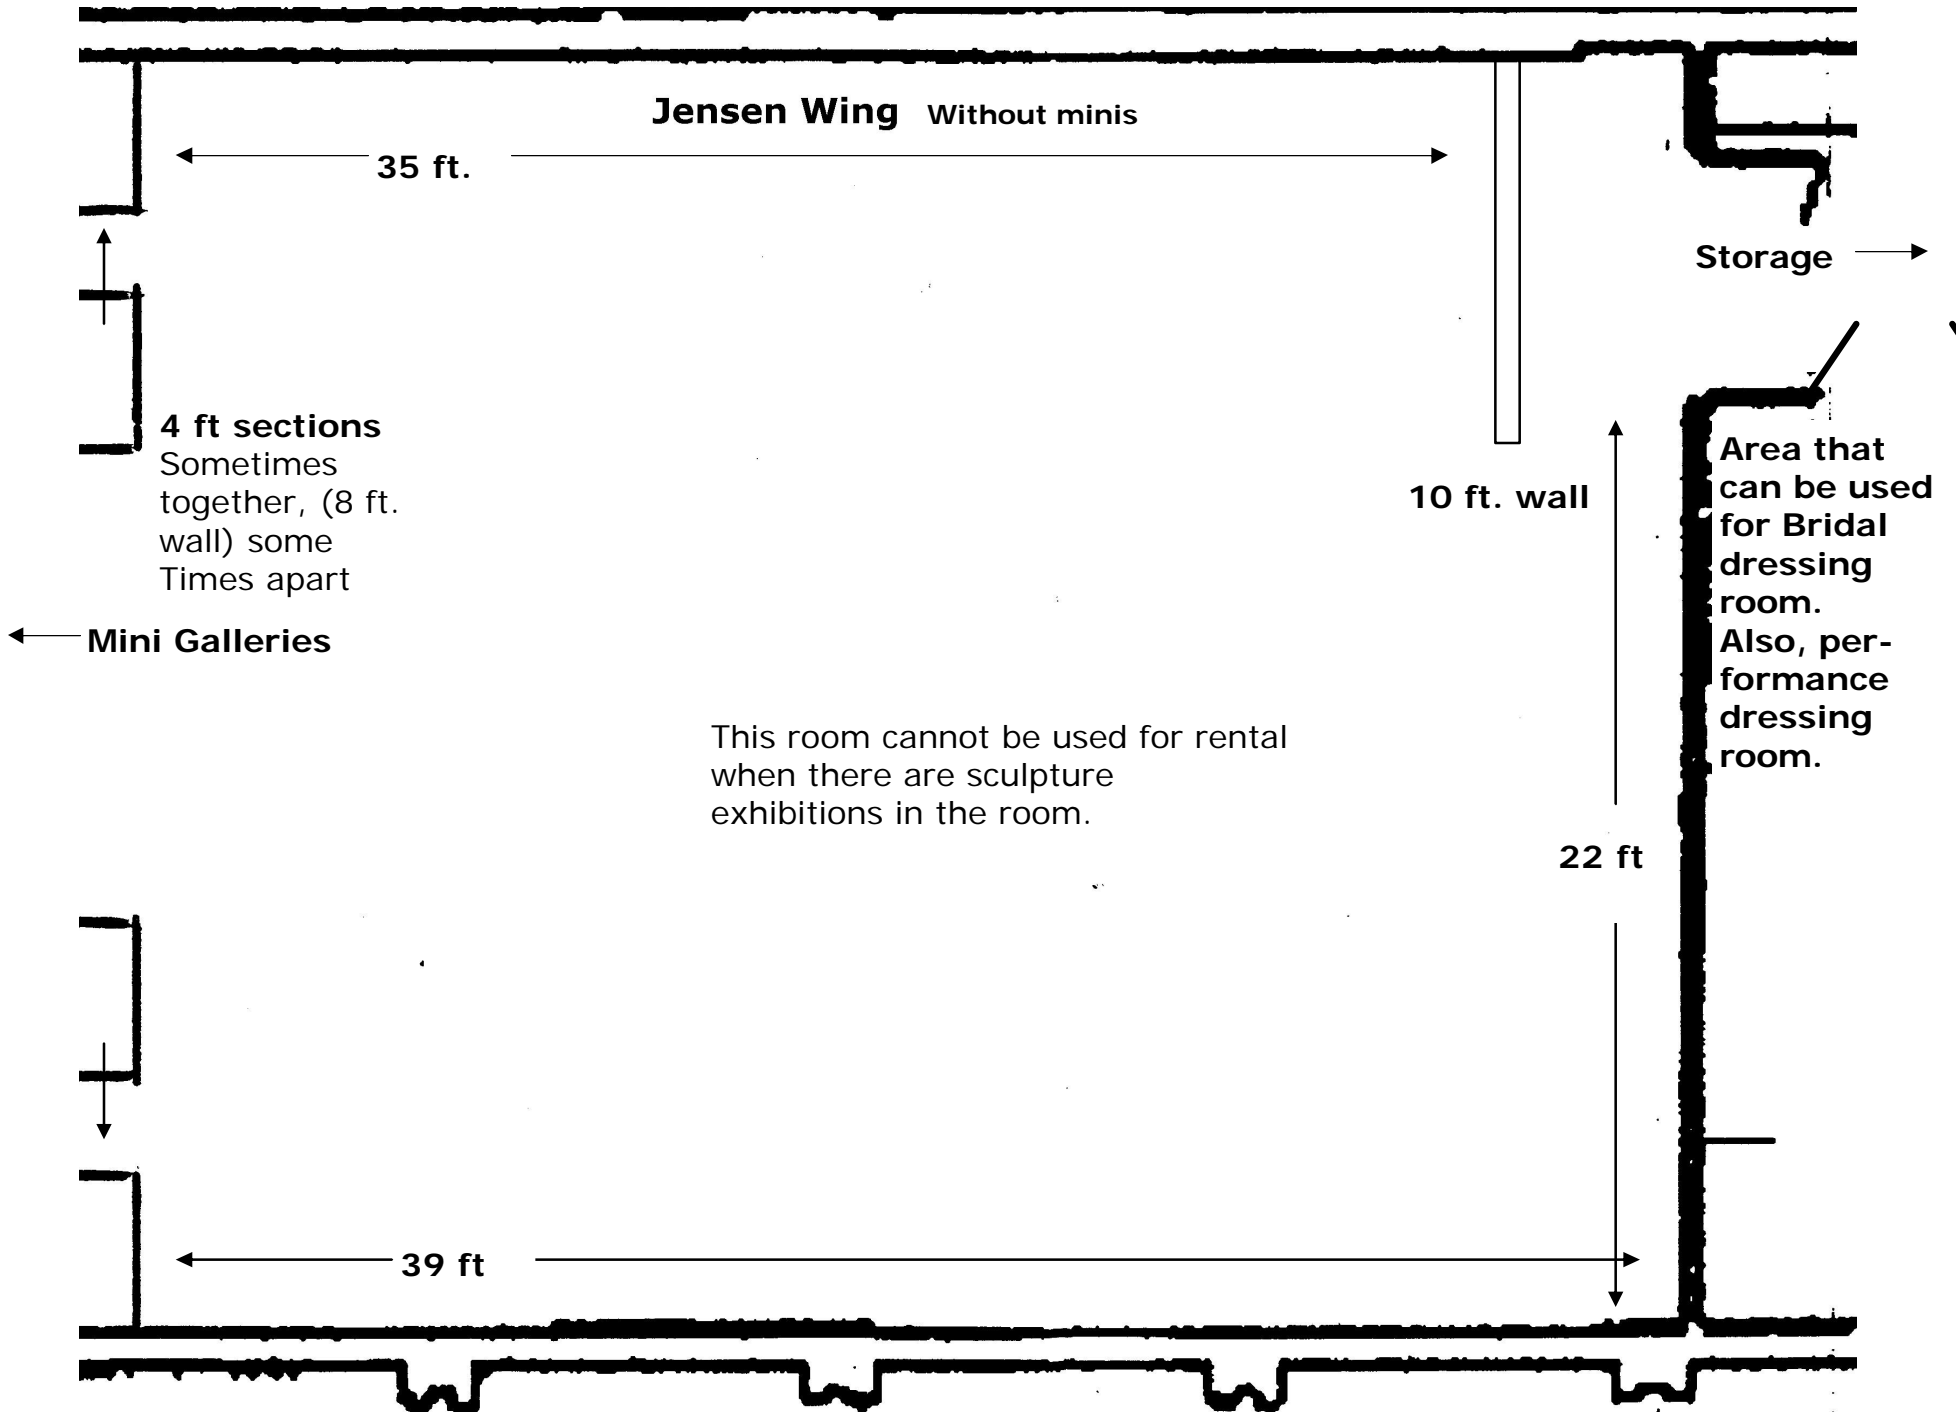 Jensen Wing Without minis
35 ft.
Storage
4 ft sections
Sometimes
together, (8 ft.
wall) some
Times apart
10 ft. wall
Area that
can be used
for Bridal
dressing
room.
Also, per-
formance
dressing
room.
Mini Galleries
This room cannot be used for rental
when there are sculpture
exhibitions in the room.
22 ft
39 ft